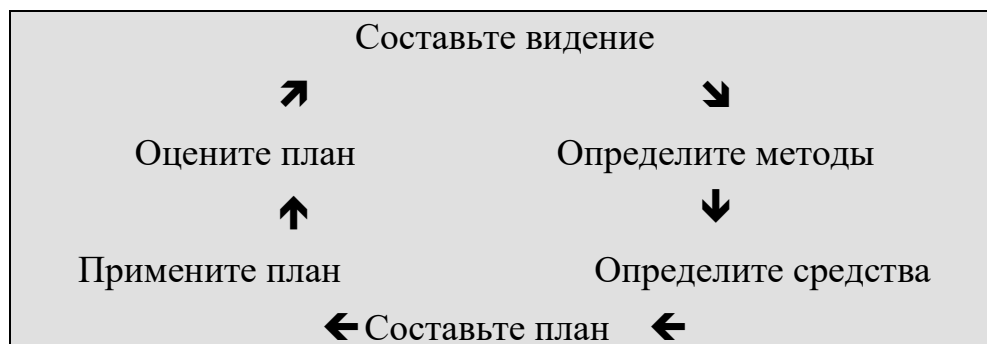 Составьте видение
Оцените план Определите методы
Примените план Определите средства
Составьте план